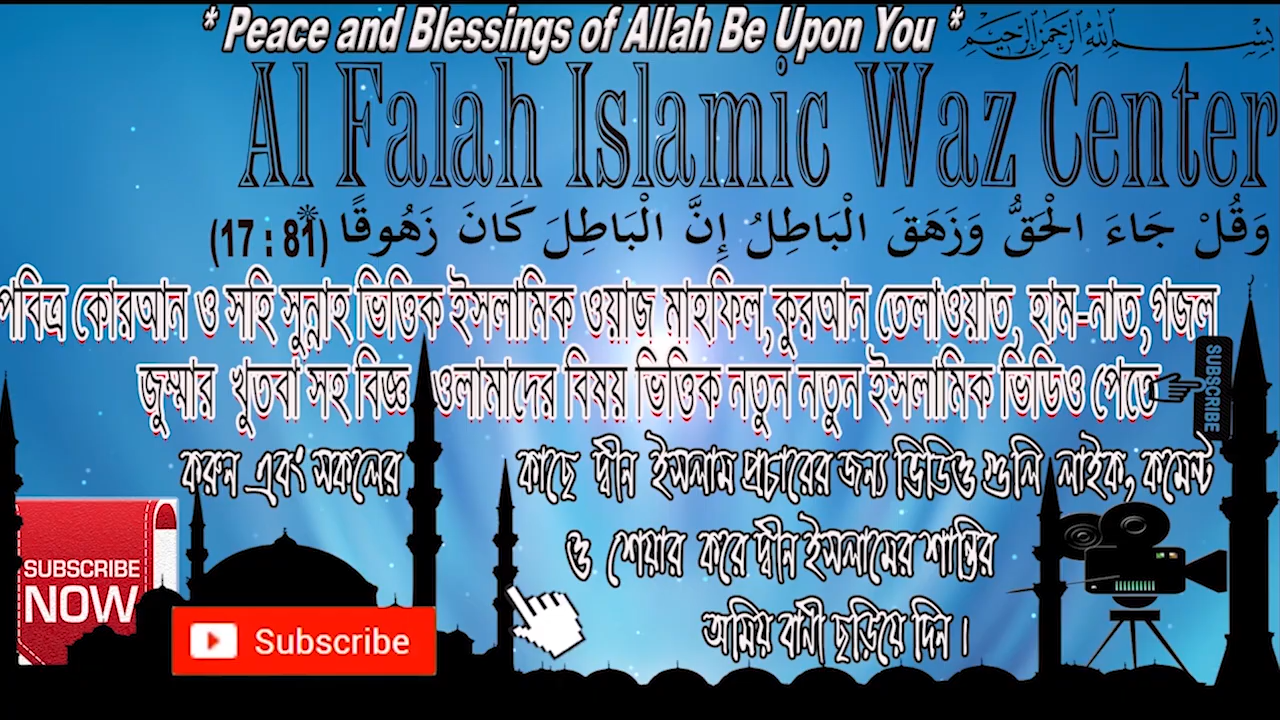 * Peace and Blessings of Allah Be Upon You *
بِسْمِ اللهِ الرَّحْمٰنِ الرَّحِيْمِ
Al Falah Islamic Waz Center
وَقُلْ جَاءَ الْحَقُّ وَزَهَقَ الْبَاطِلُ إِنَّ الْبَاطِلَ كَانَ زَهُوقًا (17 : 81)
পবিত্র কোরআন ও সহি সুন্নাহ ভিত্তিক ইসলামিক ওয়াজ মাহফিল,কুরআন তেলাওয়াত, হাম-নাত,গজল
জুম্মার খুতবা সহ বিজ্ঞ ওলামাদের বিষয় ভিত্তিক নতুন নতুন ইসলামিক ভিডিও পেতে
SUBSCRIBE
করুন এবং সকলের কাছে দ্বীন ইসলাম প্রচারের জন্য ভিডিও গুলি লাইক, কমেন্ট
ও শেয়ার করে দ্বীন ইসলামের শান্তির
অমিয় বানী ছড়িয়ে দিন।
SUBSCRIBE
NOW
Subscribe